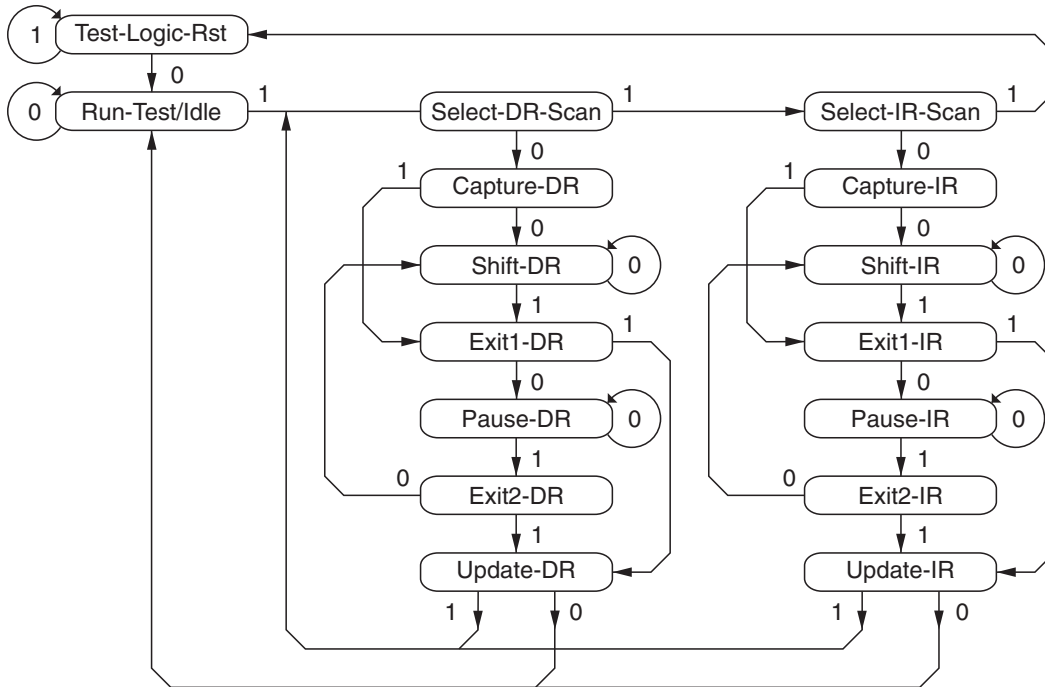 1
Test-Logic-Rst
0
0
Run-Test/Idle
1
Select-DR-Scan
1
Select-IR-Scan
1
0
0
1
Capture-DR
1
Capture-IR
0
0
Shift-DR
0
Shift-IR
0
1
1
Exit1-DR
1
Exit1-IR
1
0
0
Pause-DR
0
Pause-IR
0
1
1
0
Exit2-DR
0
Exit2-IR
1
1
Update-DR
Update-IR
1
0
1
0